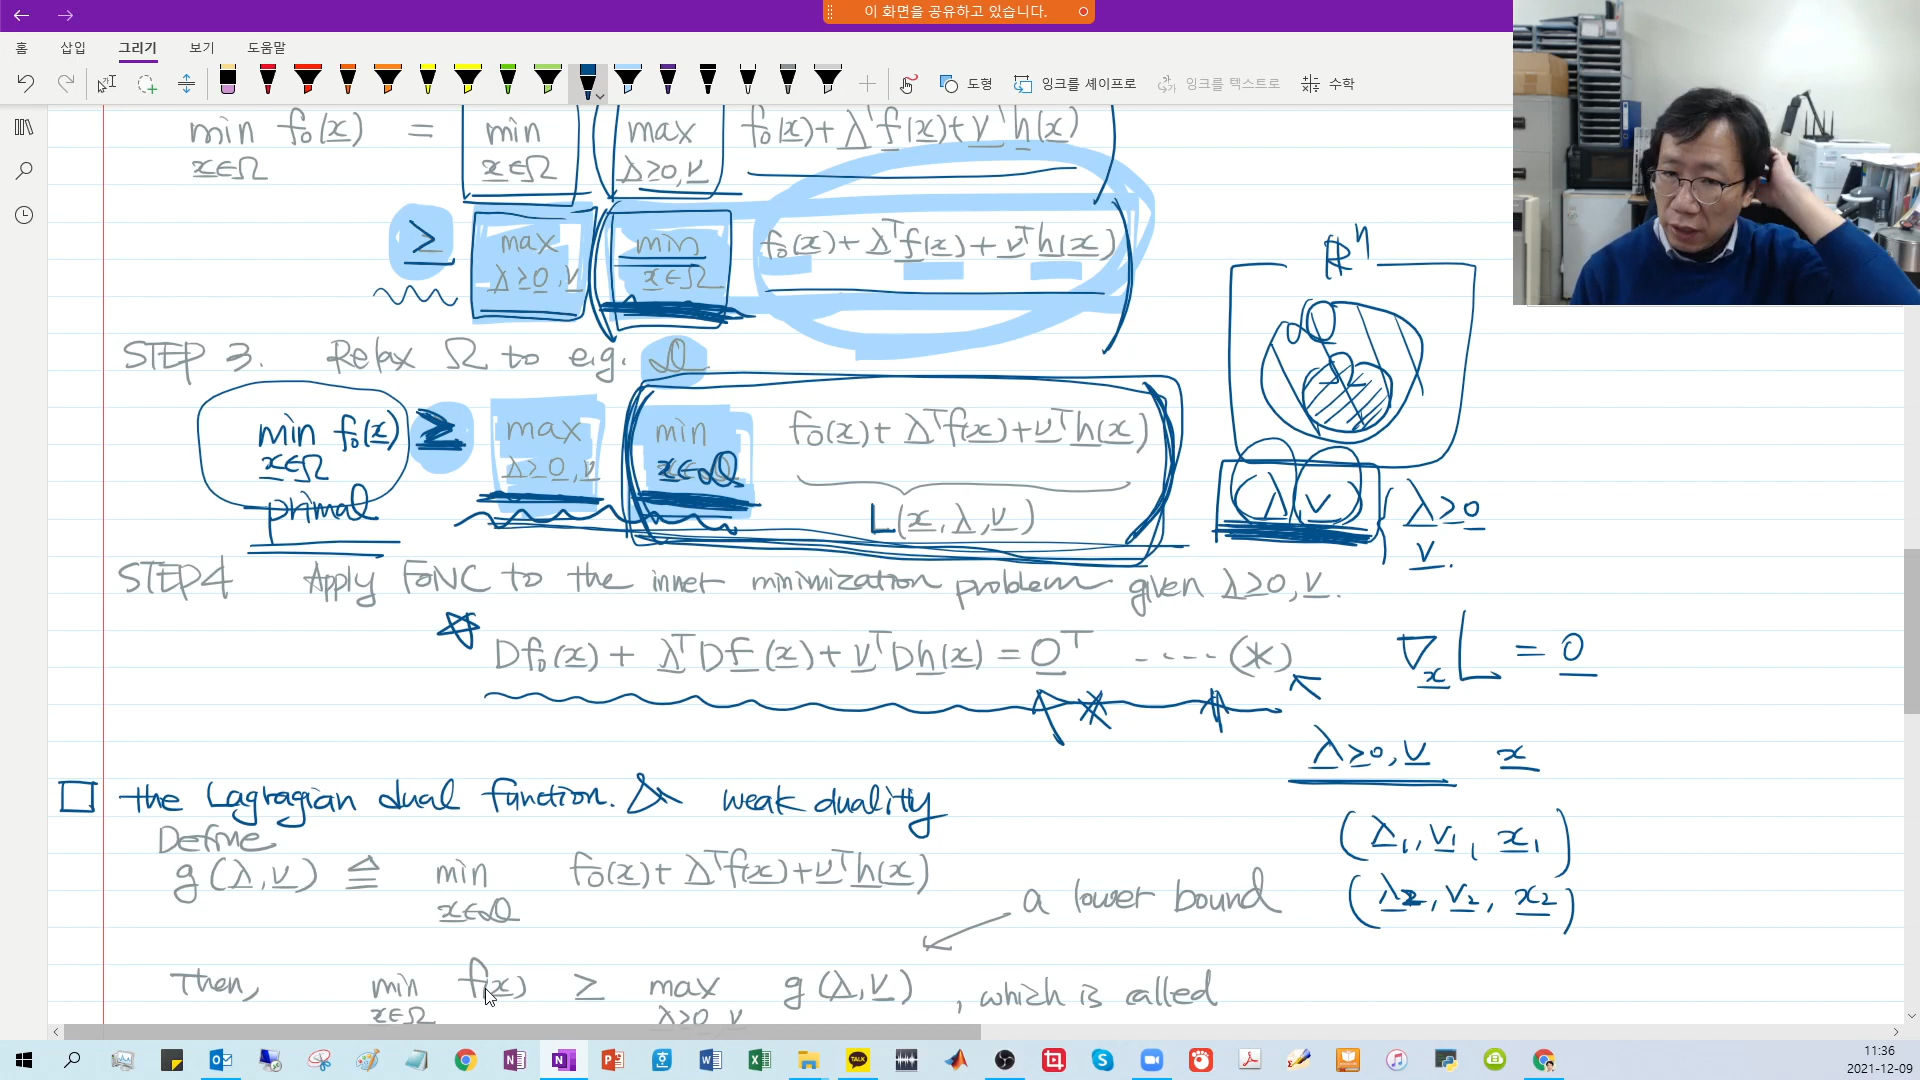 이 화면을 공유하고 있습니다.
홈 삽입 그리기 보기 도움말
도형 잉크를 셰이프로 잉크를 텍스트로 수학
min f₀(x) = min max f₀(x)+λᵀf(x)+νᵀh(x)
x∈Ω x∈Ω λ≥0,ν
≥ max min f₀(x)+λᵀf(x)+νᵀh(x)
λ≥0,ν x∈Ω
ℝⁿ
𝒟
Ω
STEP 3. Relax Ω to e.g. 𝒟
min f₀(x) ≥ max min f₀(x)+λᵀf(x)+νᵀh(x)
x∈Ω λ≥0,ν x∈𝒟
primal L(x,λ,ν)
(λ,ν) { λ≥0
ν.
STEP4 Apply FONC to the inner minimization problem given λ≥0,ν.
Df₀(x)+λᵀDf(x)+νᵀDh(x)=0ᵀ ----- (*)
∇ₓL = 0
λ≥0,ν x
(λ₁,ν₁,x₁)
(λ₂,ν₂,x₂)
□ the Lagragian dual function. & weak duality
Define
g(λ,ν) ≜ min f₀(x)+λᵀf(x)+νᵀh(x)
x∈𝒟
a lower bound
Then, min f(x) ≥ max g(λ,ν), which is called
x∈Ω λ≥0 ν
TALK
11:36
2021-12-09